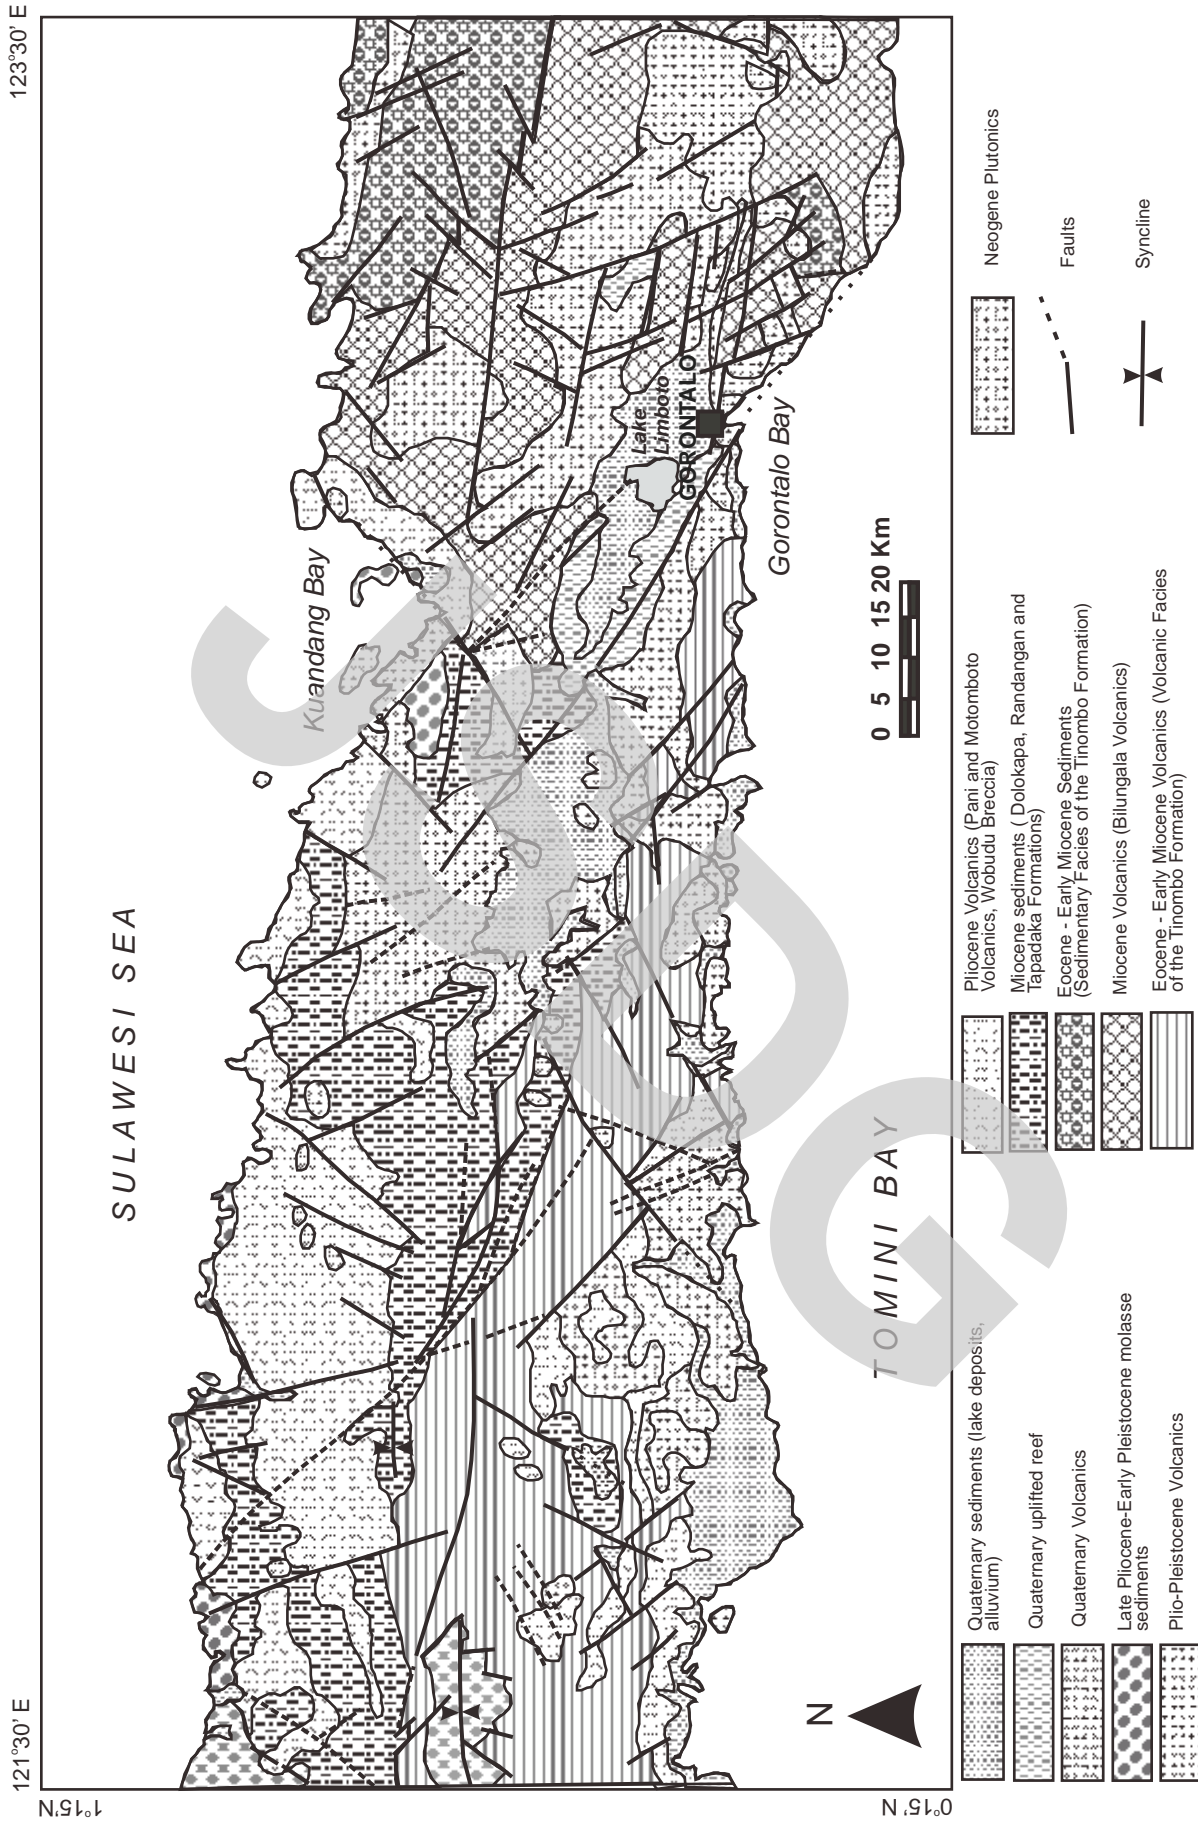 121°30' E
123°30' E
1°15'N
0°15' N
SULAWESI SEA
Kuandang Bay
Lake
Limboto
GORONTALO
Gorontalo Bay
TOMINI BAY
N
0 5 10 15 20 Km
IJOG
Quaternary sediments (lake deposits,
alluvium)
Quaternary uplifted reef
Quaternary Volcanics
Late Pliocene-Early Pleistocene molasse
sediments
Plio-Pleistocene Volcanics
Pliocene Volcanics (Pani and Motomboto
Volcanics, Wobudu Breccia)
Miocene sediments ( Dolokapa, Randangan and
Tapadaka Formations)
Eocene - Early Miocene Sediments
(Sedimentary Facies of the Tinombo Formation)
Miocene Volcanics (Bilungala Volcanics)
Eocene - Early Miocene Volcanics (Volcanic Facies
of the Tinombo Formation)
Neogene Plutonics
Faults
Syncline